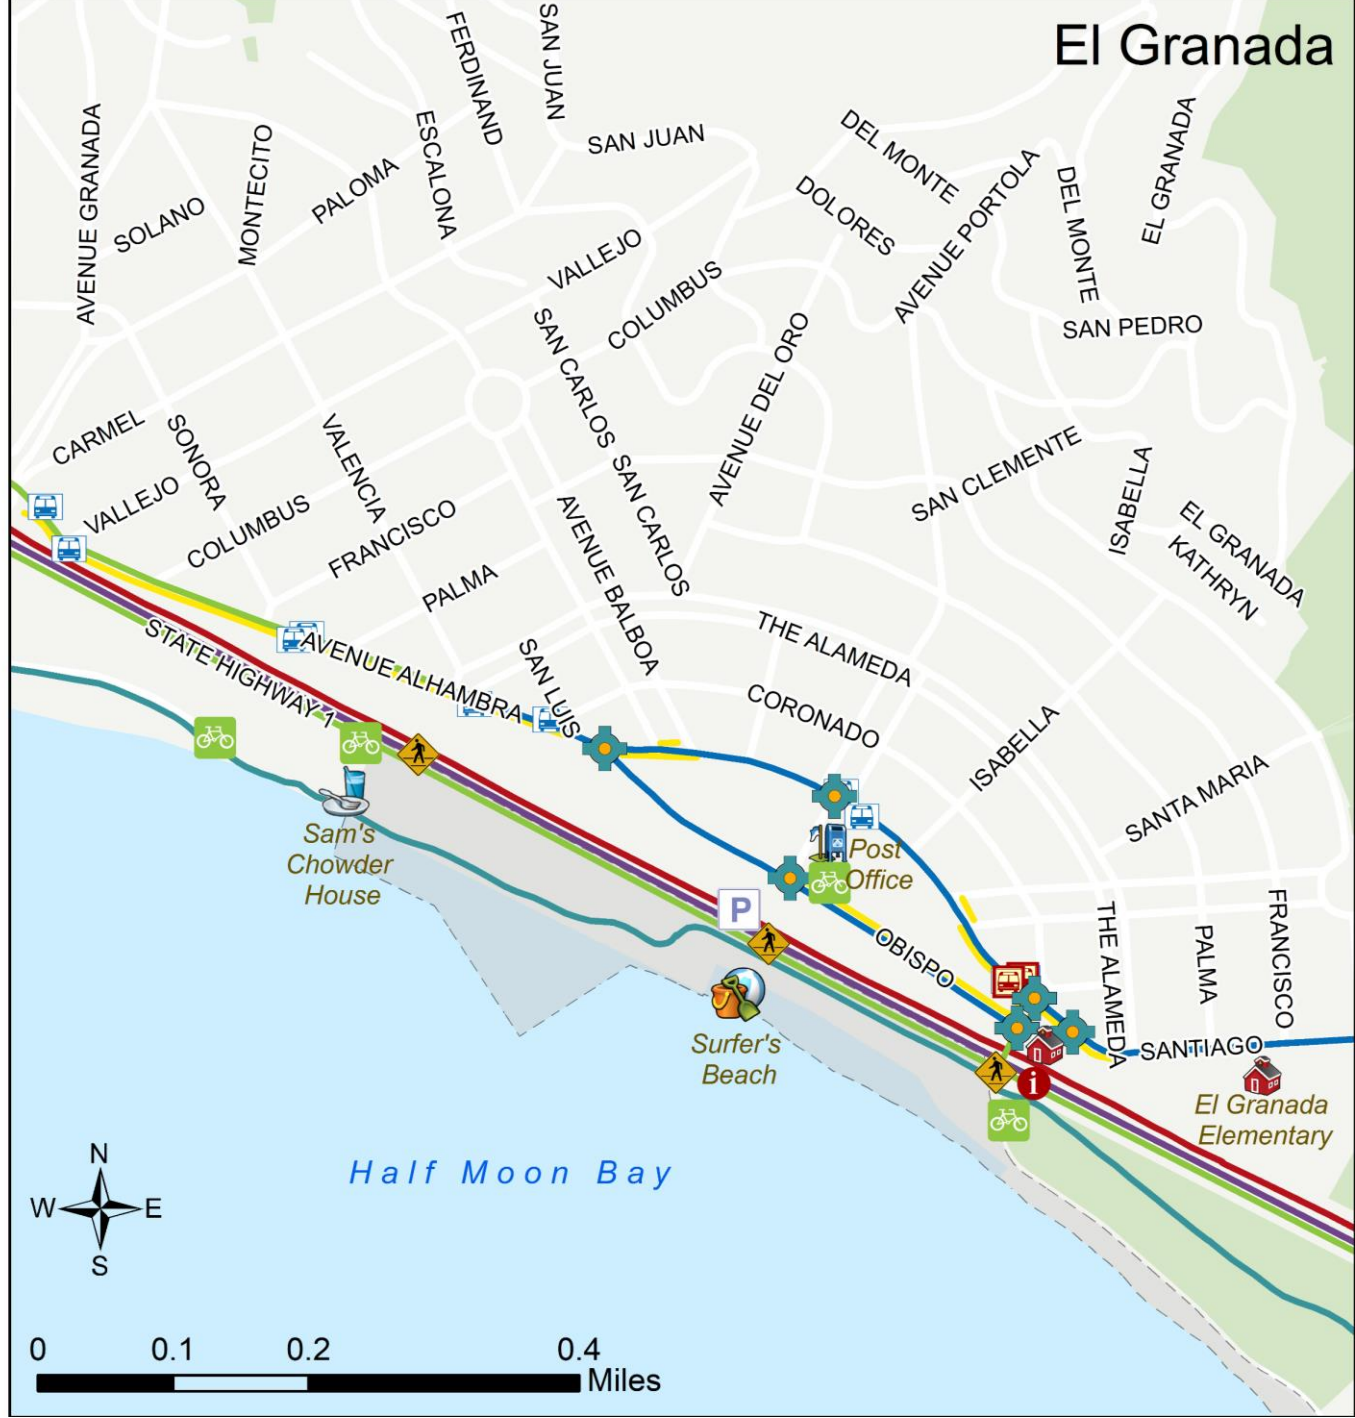 El Granada
SAN JUAN
FERDINAND
SAN JUAN
AVENUE GRANADA
MONTECITO
ESCALONA
PALOMA
SOLANO
DEL MONTE
DOLORES
AVENUE PORTOLA
DEL MONTE
EL GRANADA
VALLEJO
COLUMBUS
SAN CARLOS
SAN PEDRO
AVENUE DEL ORO
CARMEL
SONORA
VALENCIA
SAN CARLOS
SAN CLEMENTE
ISABELLA
EL GRANADA
KATHRYN
VALLEJO
COLUMBUS
FRANCISCO
PALMA
AVENUE BALBOA
THE ALAMEDA
STATE HIGHWAY 1
AVENUE ALHAMBRA
SAN LUIS
CORONADO
ISABELLA
SANTA MARIA
Sam's
Chowder
House
Post
Office
P
OBISPO
THE ALAMEDA
PALMA
FRANCISCO
SANTIAGO
Surfer's
Beach
i
El Granada
Elementary
Half Moon Bay
N
W E
S
0 0.1 0.2 0.4
Miles